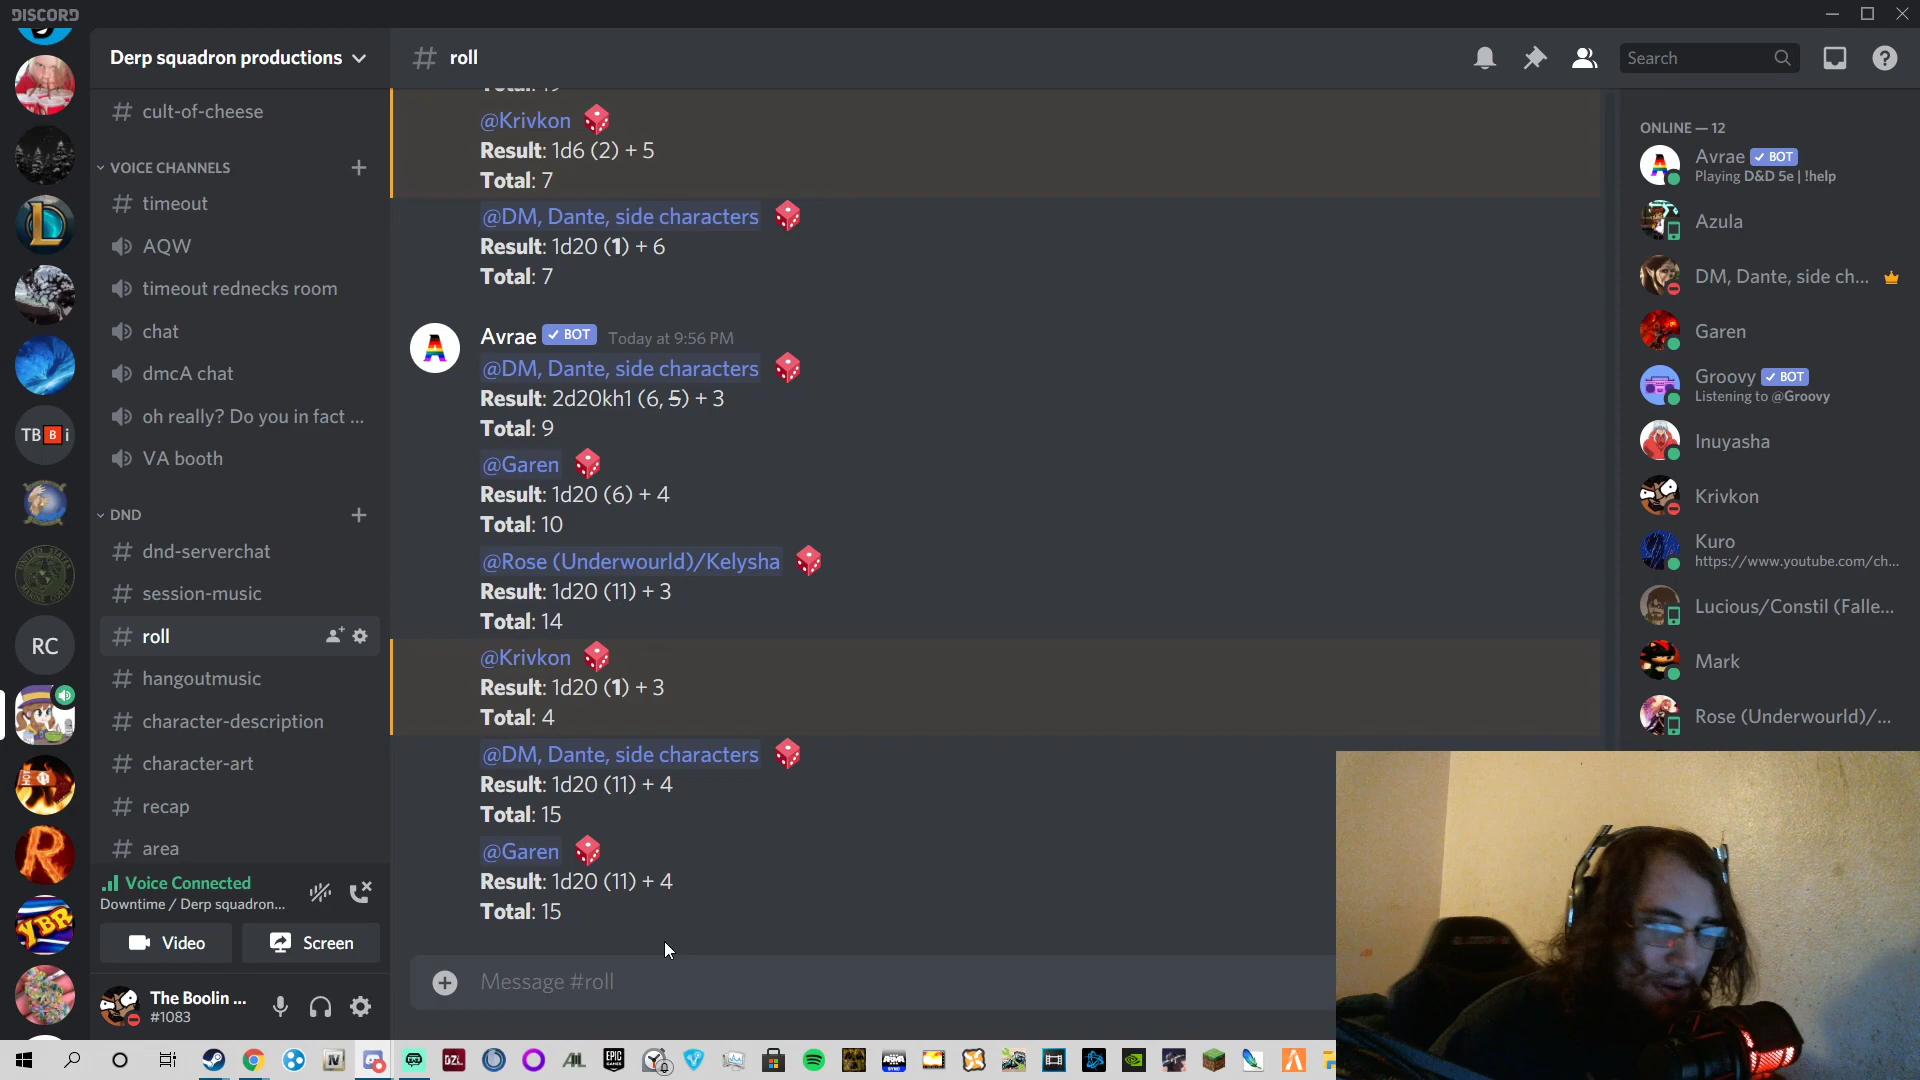 DISCORD
Derp squadron productions
roll
Search
cult-of-cheese
VOICE CHANNELS
timeout
AQW
timeout rednecks room
chat
dmcA chat
oh really? Do you in fact ...
VA booth
DND
dnd-serverchat
session-music
roll
hangoutmusic
character-description
character-art
recap
area
Voice Connected
Downtime / Derp squadron...
Video
Screen
The Boolin ...
#1083
TB B i
RC
YBR
@Krivkon
Result: 1d6 (2) + 5
Total: 7
@DM, Dante, side characters
Result: 1d20 (1) + 6
Total: 7
Avrae BOT Today at 9:56 PM
@DM, Dante, side characters
Result: 2d20kh1 (6, 5) + 3
Total: 9
@Garen
Result: 1d20 (6) + 4
Total: 10
@Rose (Underwourld)/Kelysha
Result: 1d20 (11) + 3
Total: 14
@Krivkon
Result: 1d20 (1) + 3
Total: 4
@DM, Dante, side characters
Result: 1d20 (11) + 4
Total: 15
@Garen
Result: 1d20 (11) + 4
Total: 15
Message #roll
ONLINE — 12
Avrae BOT
Playing D&D 5e | !help
Azula
DM, Dante, side ch...
Garen
Groovy BOT
Listening to @Groovy
Inuyasha
Krivkon
Kuro
https://www.youtube.com/ch...
Lucious/Constil (Falle...
Mark
Rose (Underwourld)/...